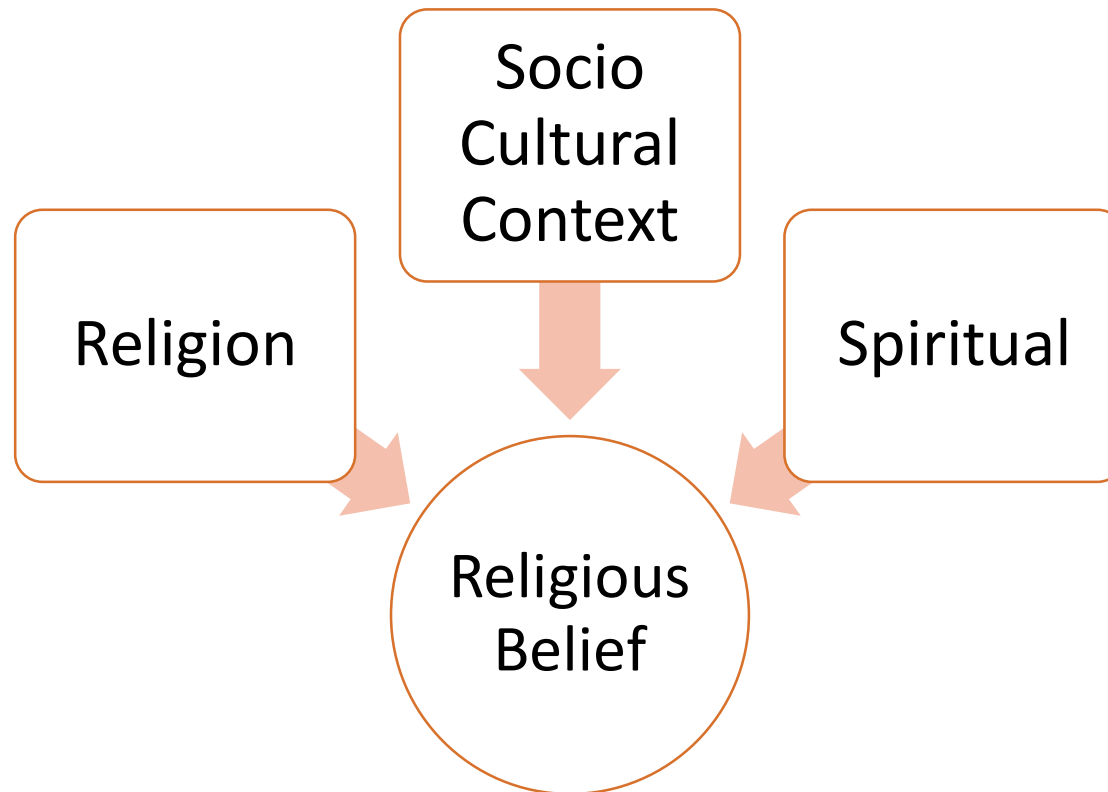 Socio
Cultural
Context
Religion
Spiritual
Religious
Belief